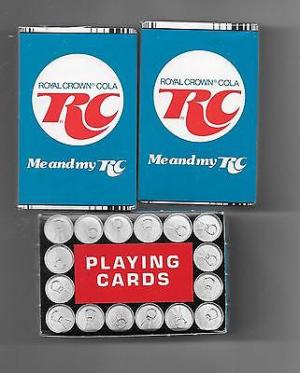 ROYAL CROWN® COLA
RC
Me and my RC
ROYAL CROWN® COLA
RC
Me and my RC
PLAYING
CARDS